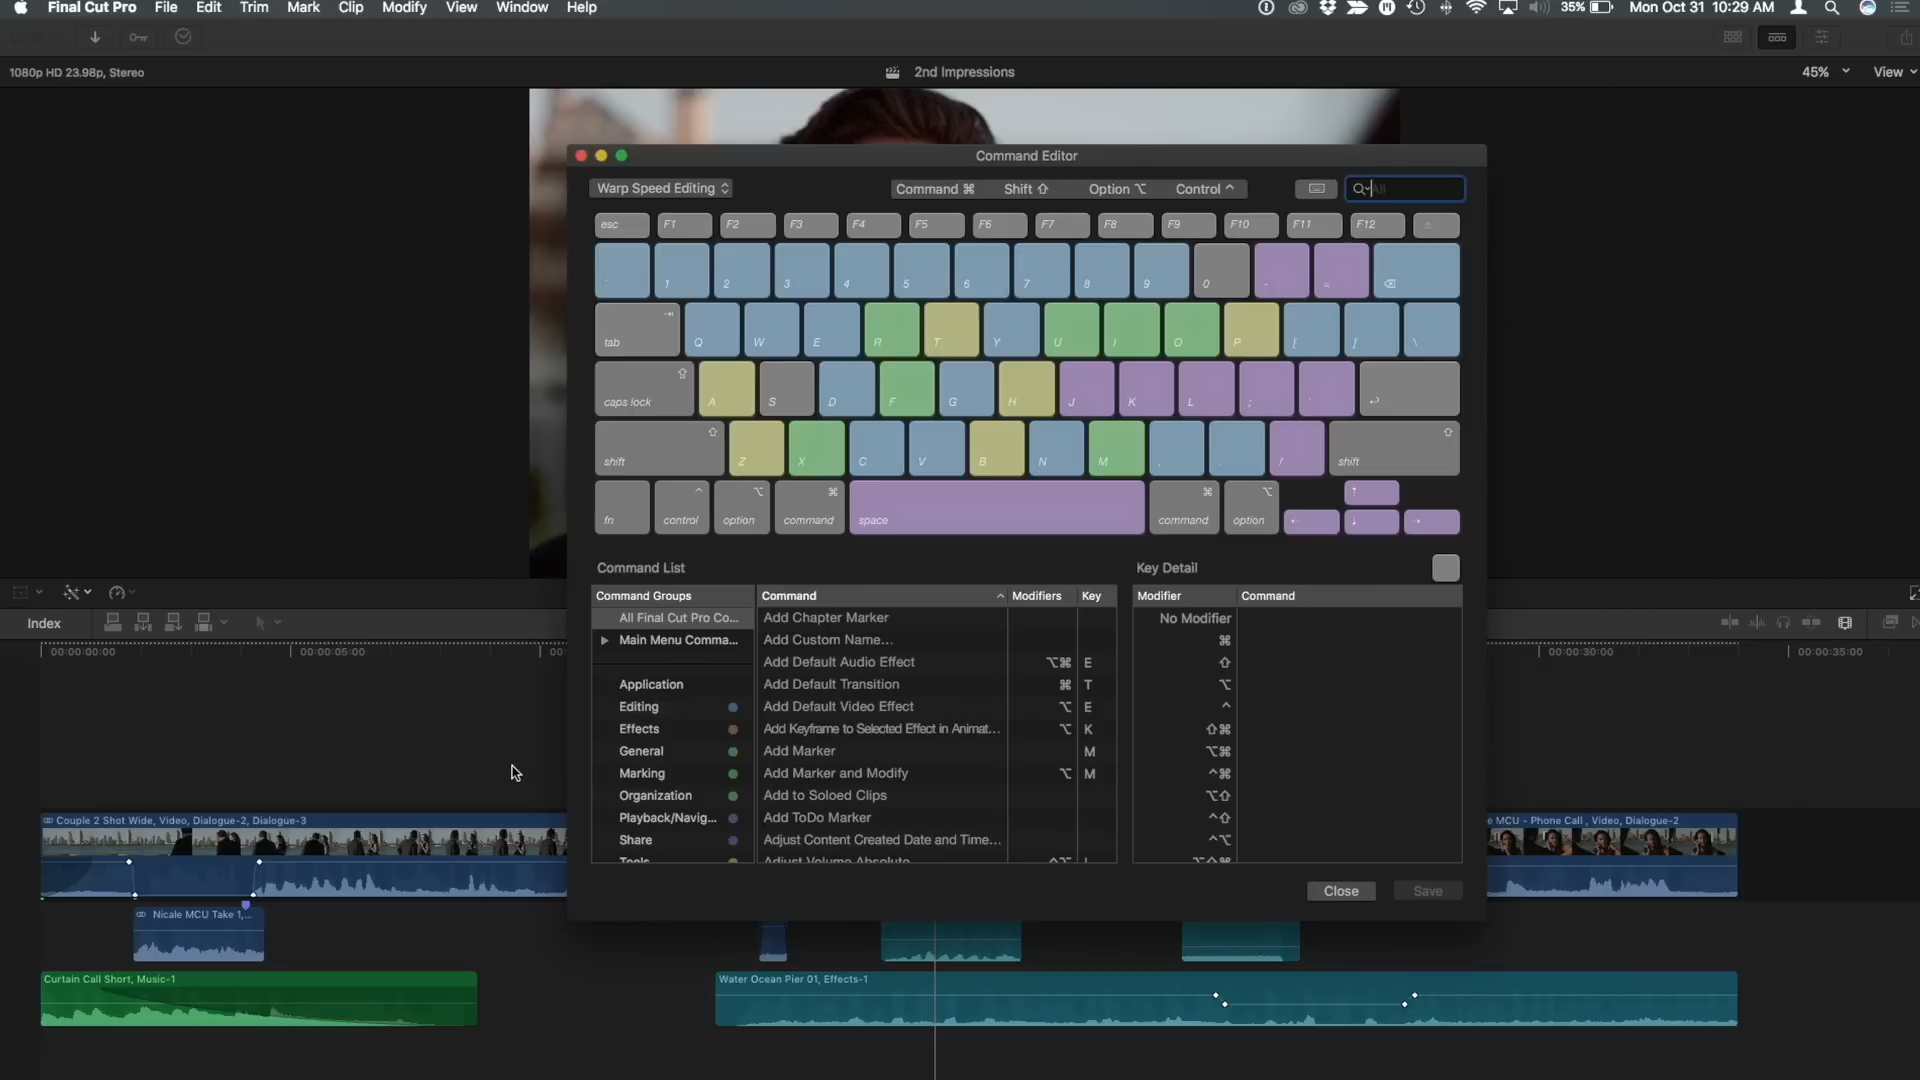 Final Cut Pro File Edit Trim Mark Clip Modify View Window Help 35% Mon Oct 31 10:29 AM
1080p HD 23.98p, Stereo 2nd Impressions 45% View
Command Editor
Warp Speed Editing Command ⌘ Shift ⇧ Option ⌥ Control ^ All
esc F1 F2 F3 F4 F5 F6 F7 F8 F9 F10 F11 F12
` 1 2 3 4 5 6 7 8 9 0 - = ⌫
tab ⇥ Q W E R T Y U I O P [ ] \
caps lock ⇪ A S D F G H J K L ; ' ↩
shift ⇧ Z X C V B N M , . / shift ⇧
fn control ^ option ⌥ command ⌘ space command ⌘ option ⌥ ← ↑ ↓ →
Command List Key Detail
Command Groups Command Modifiers Key Modifier Command
All Final Cut Pro Co... Add Chapter Marker No Modifier
Main Menu Comma... Add Custom Name... ⌘
Add Default Audio Effect ⌥⌘ E ⇧
Application Add Default Transition ⌘ T ⌥
Editing Add Default Video Effect ⌥ E ^
Effects Add Keyframe to Selected Effect in Animat... ⌥ K ⇧⌘
General Add Marker M ⌥⌘
Marking Add Marker and Modify ⌥ M ^⌘
Organization Add to Soloed Clips ⌥⇧
Playback/Navig... Add ToDo Marker ^⇧
Share Adjust Content Created Date and Time... ^⌥
Tools Adjust Volume Absolute... ^⌥ L ⌥⇧⌘
Close Save
Index
00:00:00:00 00:00:05:00 00: 00:00:30:00 00:00:35:00
Couple 2 Shot Wide, Video, Dialogue-2, Dialogue-3
e MCU - Phone Call , Video, Dialogue-2
Nicale MCU Take 1,...
Curtain Call Short, Music-1
Water Ocean Pier 01, Effects-1